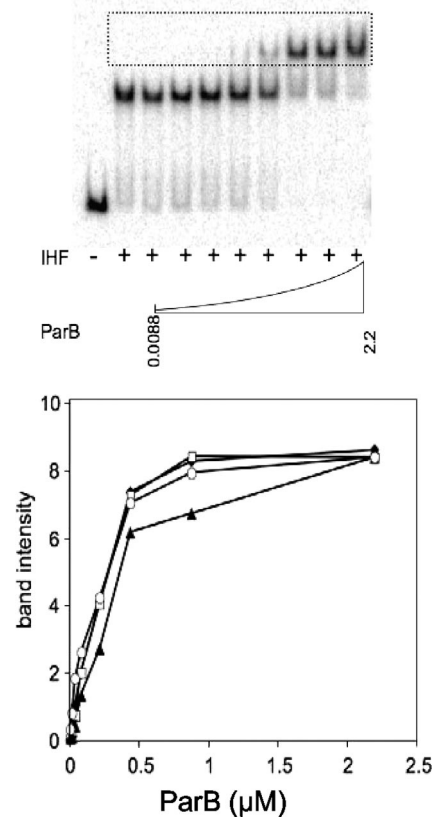 IHF - + + + + + + + + +
ParB 0.0088 2.2
10
8
6
4
2
0
band intensity
0 0.5 1 1.5 2 2.5
ParB (µM)